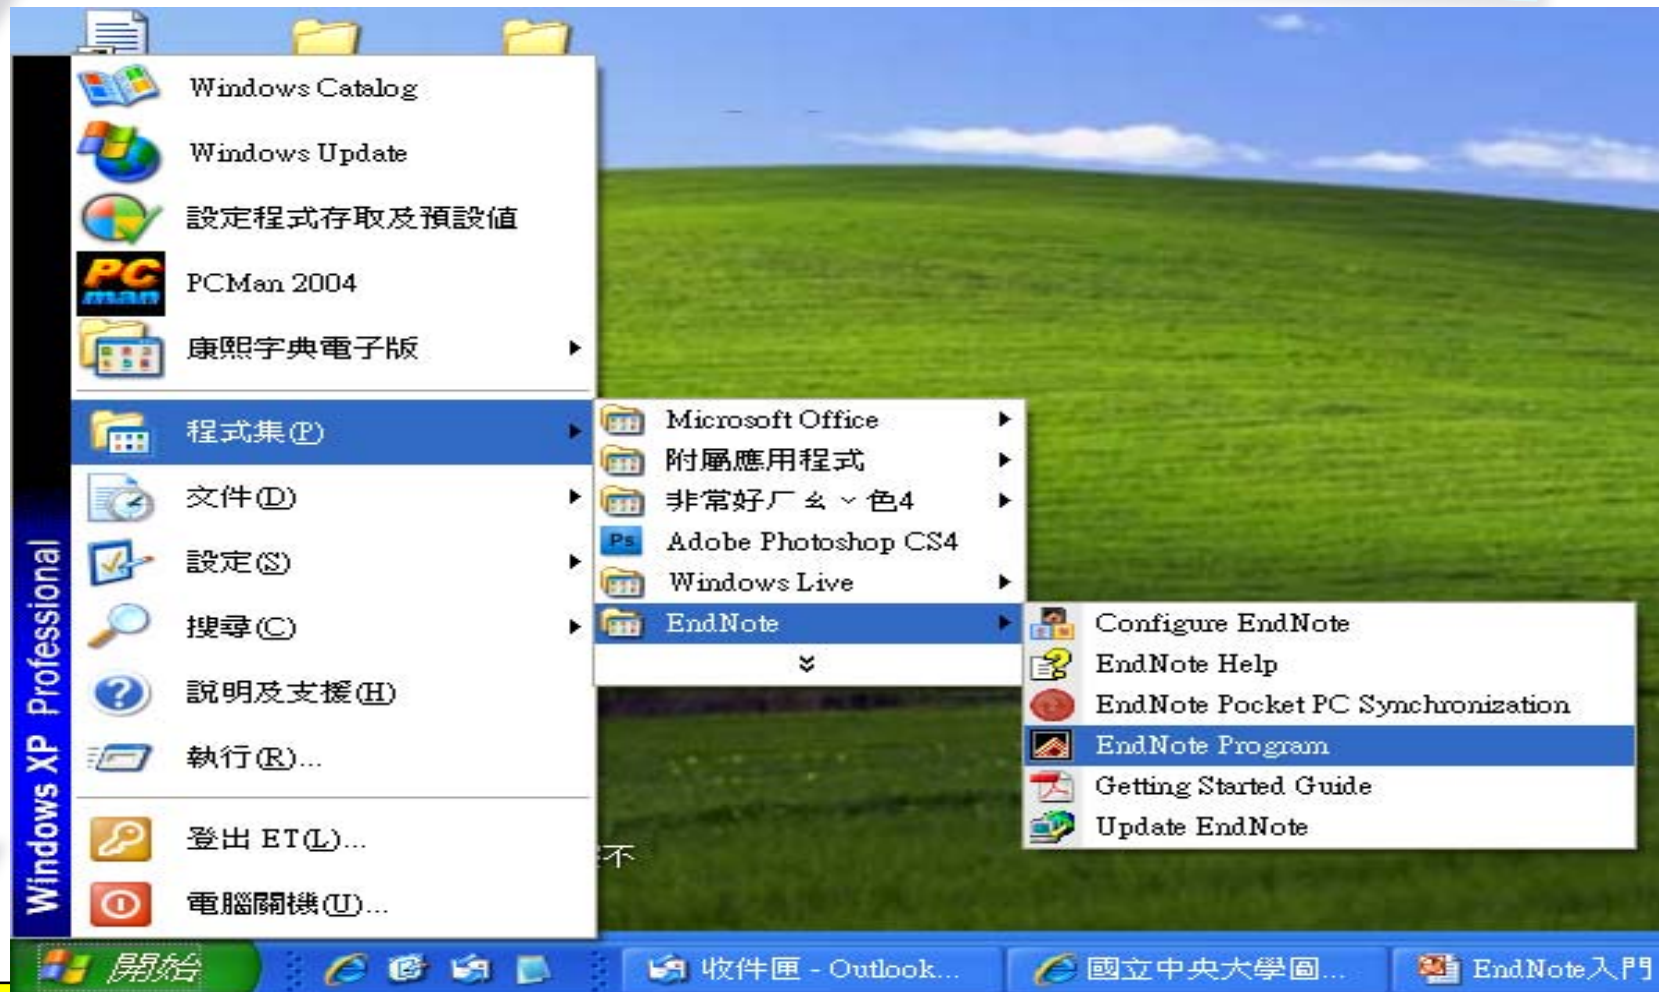 Windows Catalog
Windows Update
設定程式存取及預設值
PC
man
PCMan 2004
康熙字典電子版
程式集(P)
文件(D)
設定(S)
搜尋(C)
說明及支援(H)
執行(R)...
登出 ET(L)...
電腦關機(U)...
Windows XP Professional
Microsoft Office
附屬應用程式
非常好ㄏㄠˇ色4
Ps
Adobe Photoshop CS4
Windows Live
EndNote
Configure EndNote
EndNote Help
EndNote Pocket PC Synchronization
EndNote Program
Getting Started Guide
Update EndNote
不
開始
收件匣 - Outlook...
國立中央大學圖...
EndNote入門